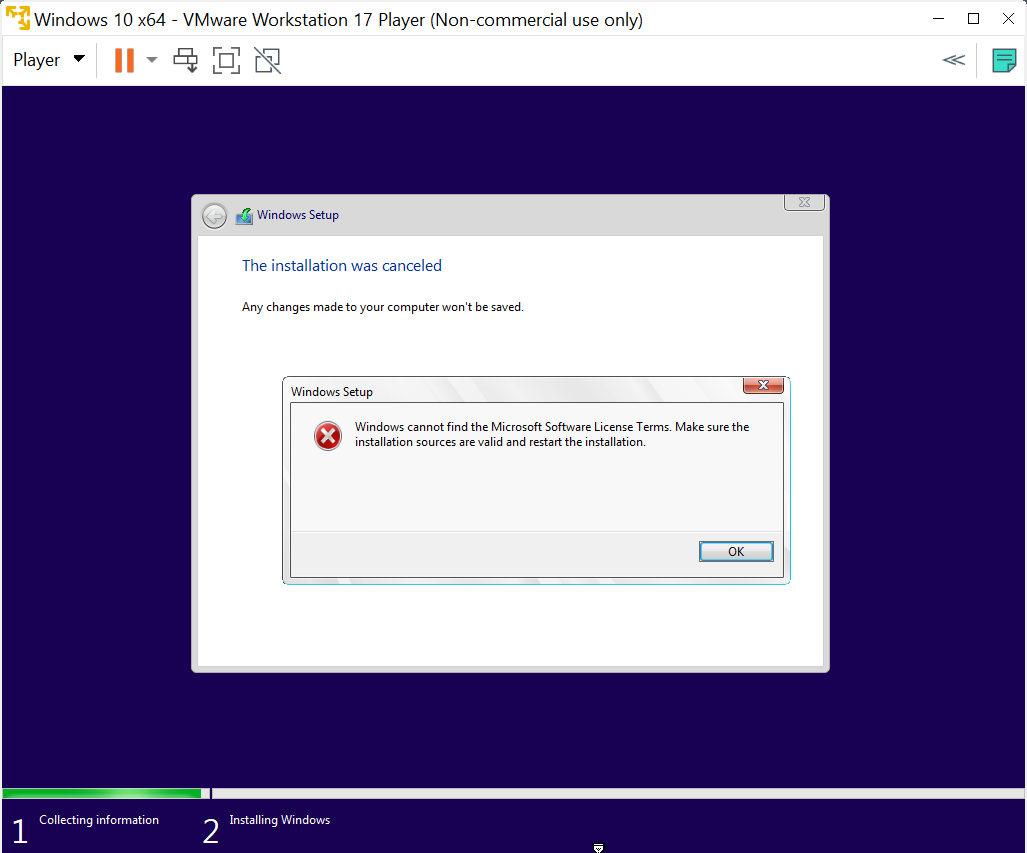 Windows 10 x64 - VMware Workstation 17 Player (Non-commercial use only)
Player
Windows Setup
The installation was canceled
Any changes made to your computer won't be saved.
Windows Setup
Windows cannot find the Microsoft Software License Terms. Make sure the
installation sources are valid and restart the installation.
OK
1 Collecting information
2 Installing Windows